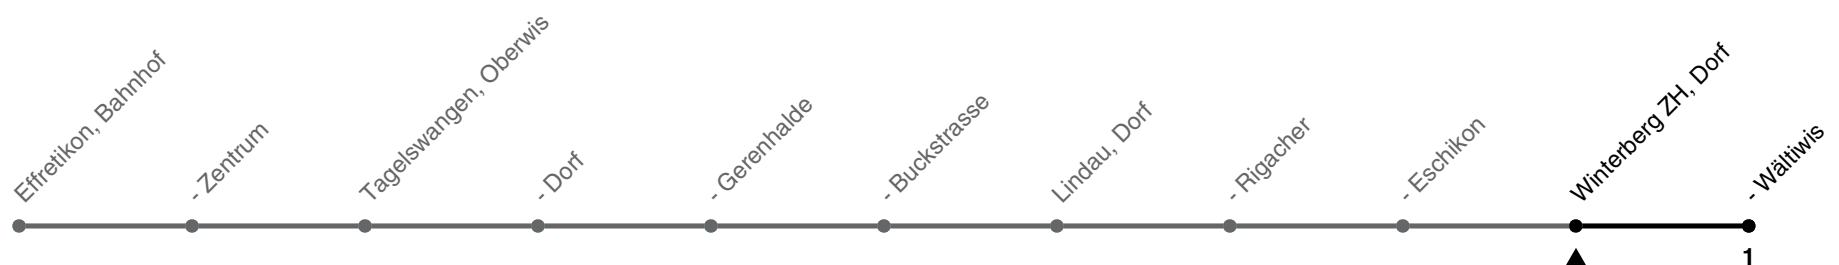 Effretikon, Bahnhof
- Zentrum
Tagelswangen, Oberwis
- Dorf
- Gerenhalde
- Buckstrasse
Lindau, Dorf
- Rigacher
- Eschikon
Winterberg ZH, Dorf
- Wältiwis
1